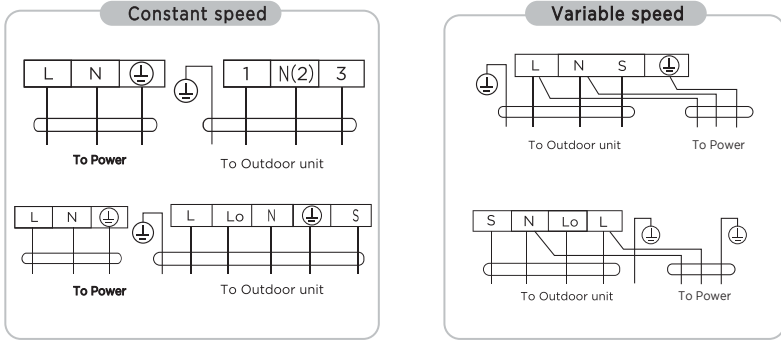 Constant speed
L N 1 N(2) 3
To Power To Outdoor unit
L N L Lo N S
To Power To Outdoor unit
Variable speed
L N S
To Outdoor unit To Power
S N Lo L
To Outdoor unit To Power